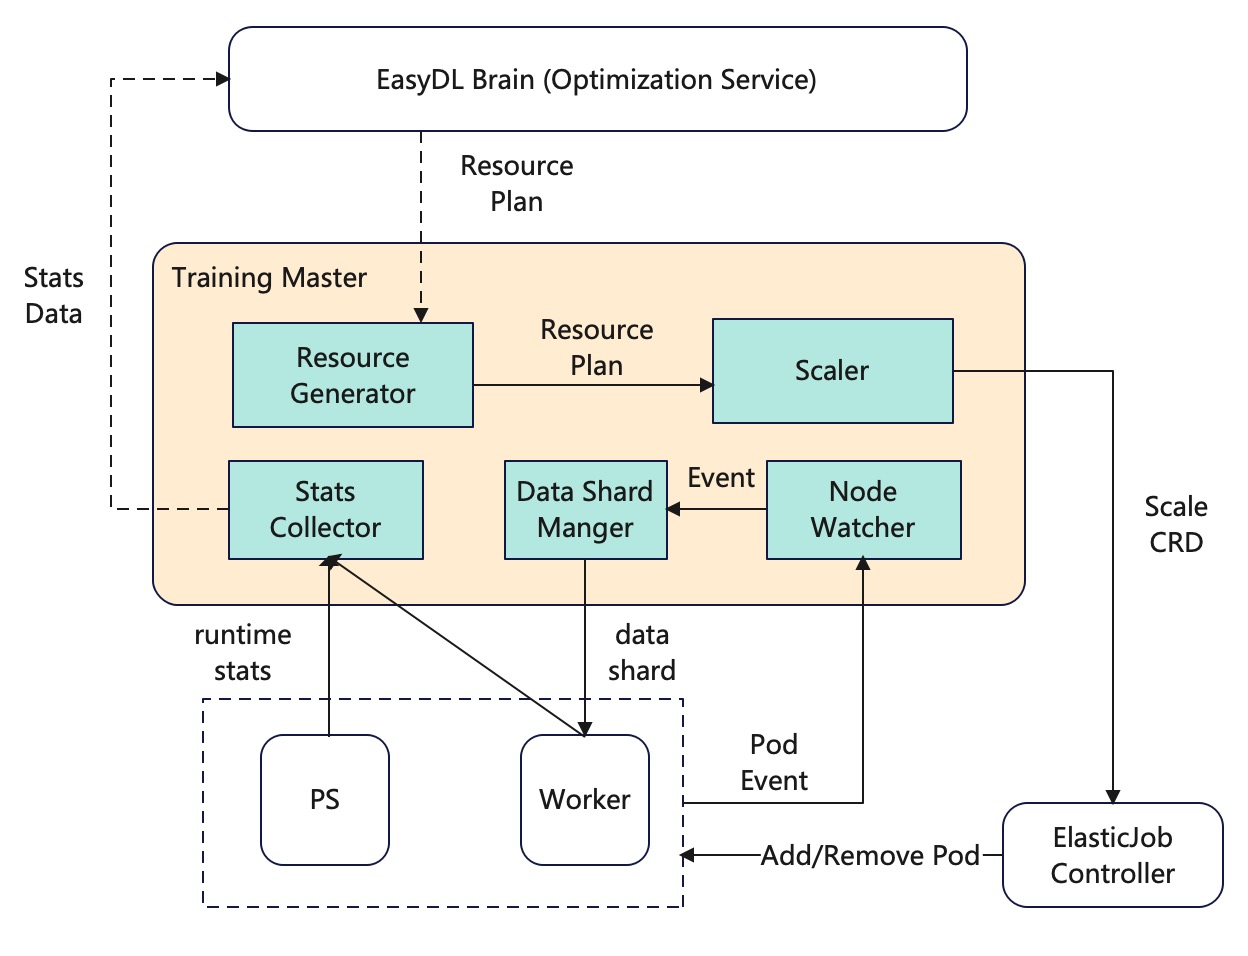 EasyDL Brain (Optimization Service)
Resource
Plan
Stats
Data
Training Master
Resource
Generator
Resource
Plan
Scaler
Stats
Collector
Data Shard
Manger
Event
Node
Watcher
Scale
CRD
runtime
stats
data
shard
Pod
Event
PS
Worker
Add/Remove Pod
ElasticJob
Controller